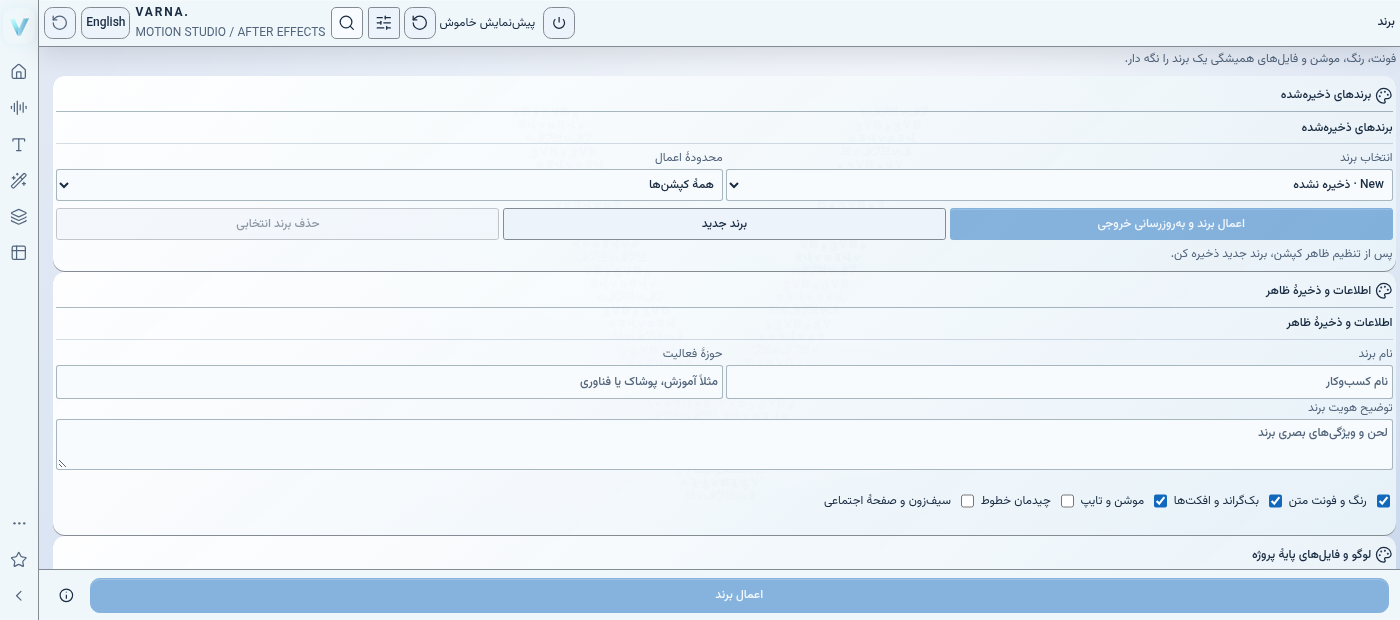 برند
پیش‌نمایش خاموش
VARNA.
MOTION STUDIO / AFTER EFFECTS
English
فونت، رنگ، موشن و فایل‌های همیشگی یک برند را نگه دار.
برندهای ذخیره‌شده
برندهای ذخیره‌شده
انتخاب برند
محدودهٔ اعمال
New · ذخیره نشده
همهٔ کپشن‌ها
اعمال برند و به‌روزرسانی خروجی
برند جدید
حذف برند انتخابی
پس از تنظیم ظاهر کپشن، برند جدید ذخیره کن.
اطلاعات و ذخیرهٔ ظاهر
اطلاعات و ذخیرهٔ ظاهر
نام برند
حوزهٔ فعالیت
نام کسب‌وکار
مثلاً آموزش، پوشاک یا فناوری
توضیح هویت برند
لحن و ویژگی‌های بصری برند
رنگ و فونت متن
بک‌گراند و افکت‌ها
موشن و تایپ
چیدمان خطوط
سیف‌زون و صفحهٔ اجتماعی
لوگو و فایل‌های پایهٔ پروژه
اعمال برند